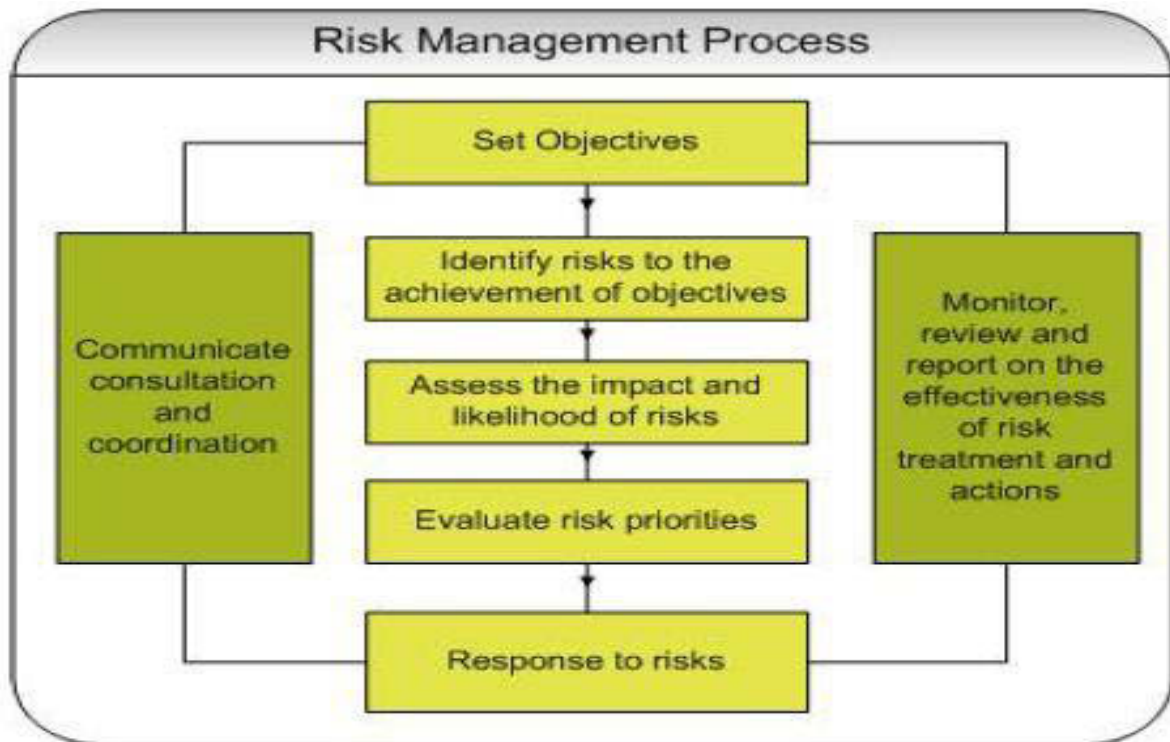 Risk Management Process
Set Objectives
Identify risks to the
achievement of objectives
Assess the impact and
likelihood of risks
Evaluate risk priorities
Response to risks
Communicate
consultation
and
coordination
Monitor,
review and
report on the
effectiveness
of risk
treatment and
actions